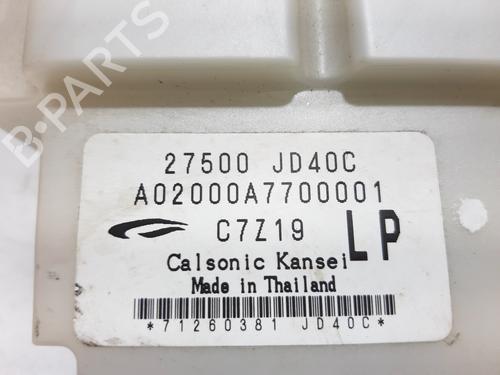 27500 JD40C
A02000A7700001
C7Z19 LP
Calsonic Kansei
Made in Thailand
*71260381 JD40C*
B-PARTS